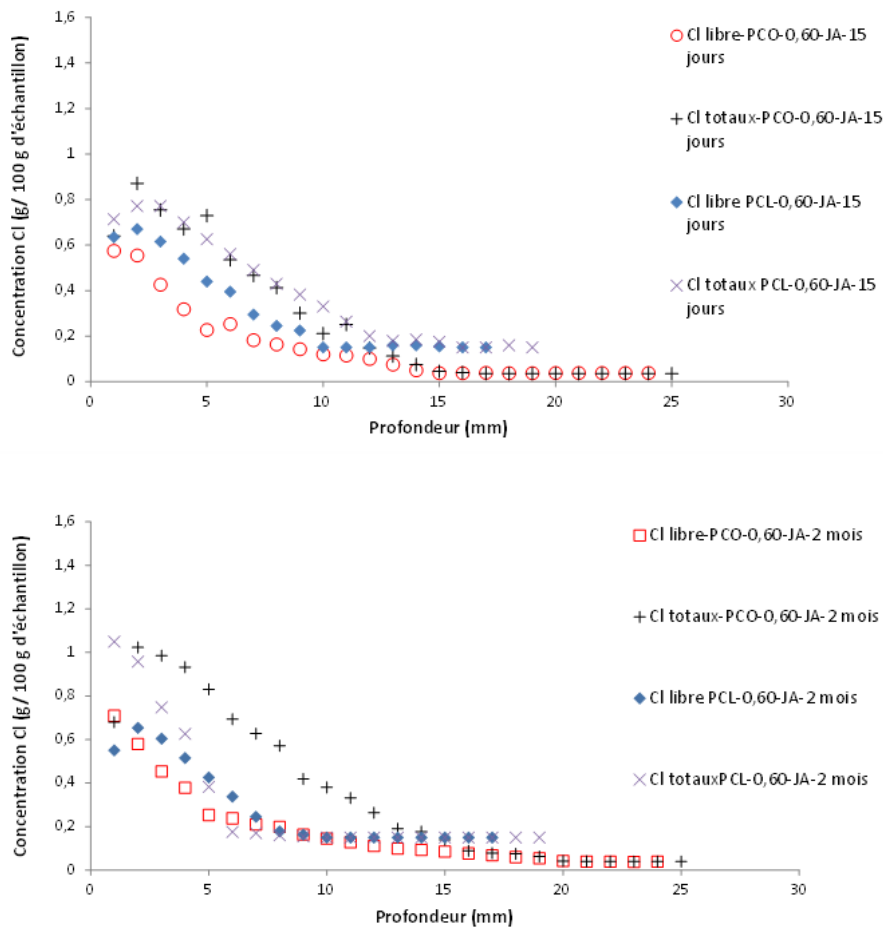 Concentration Cl (g/ 100 g d'échantillon)
1,6
1,4
1,2
1
0,8
0,6
0,4
0,2
0
0
5
10
15
20
25
30
Profondeur (mm)
Cl libre-PCO-0,60-JA-15
jours
Cl totaux-PCO-0,60-JA-15
jours
Cl libre PCL-0,60-JA-15
jours
Cl totaux PCL-0,60-JA-15
jours
Concentration Cl (g/ 100 g d'échantillon)
1,6
1,4
1,2
1
0,8
0,6
0,4
0,2
0
0
5
10
15
20
25
30
Profondeur (mm)
Cl libre-PCO-0,60-JA-2 mois
Cl totaux-PCO-0,60-JA-2 mois
Cl libre PCL-0,60-JA-2 mois
Cl totauxPCL-0,60-JA-2 mois